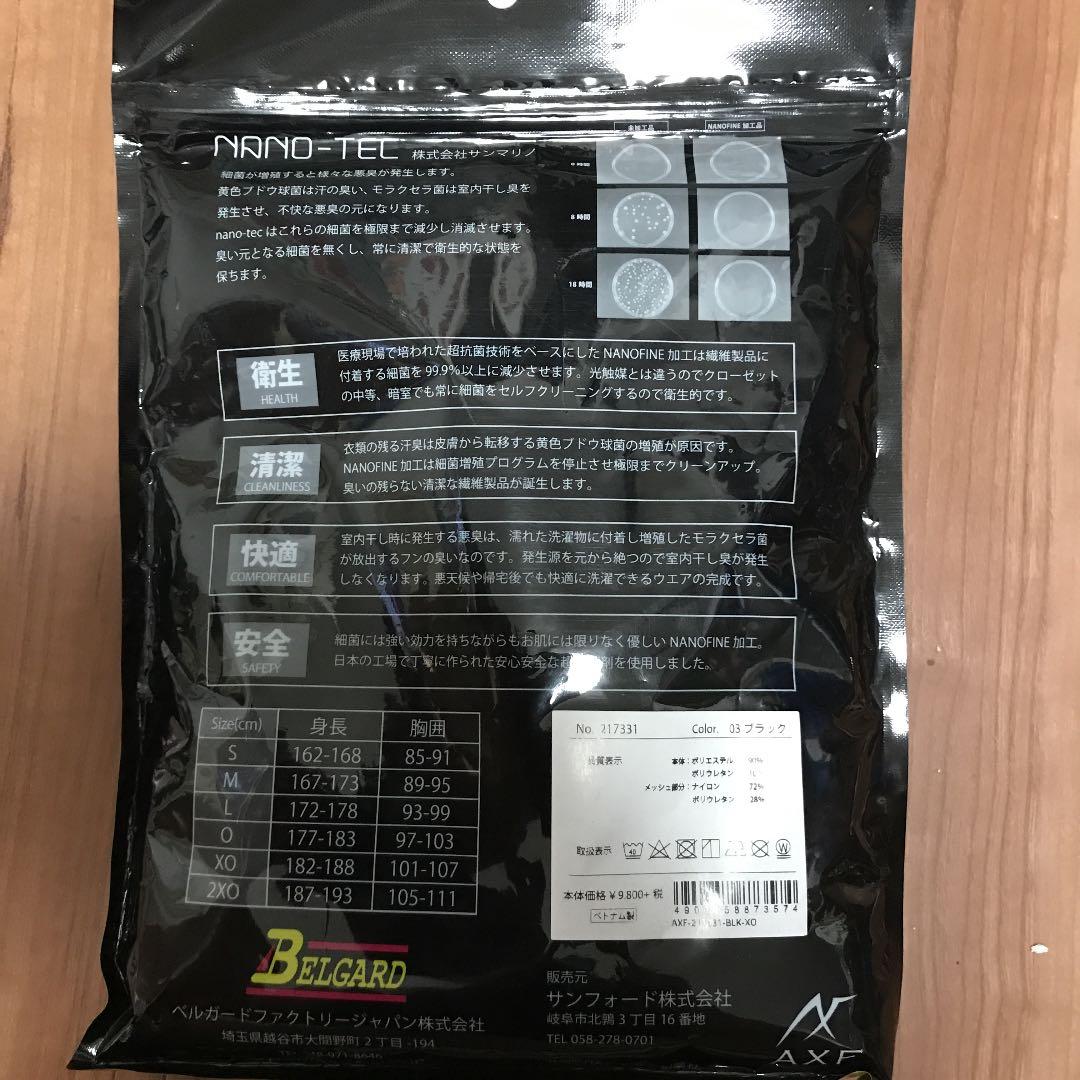 NANO-TEC 株式会社サンマリノ
細菌が増殖すると様々な悪臭が発生します。
黄色ブドウ球菌は汗の臭い、モラクセラ菌は室内干し臭を
発生させ、不快な悪臭の元になります。
nano-tec はこれらの細菌を極限まで減少し消滅させます。
臭い元となる細菌を無くし、常に清潔で衛生的な状態を
保ちます。
未加工品 NANOFINE 加工品
0 時間
8 時間
18 時間
衛生
HEALTH
医療現場で培われた超抗菌技術をベースにした NANOFINE 加工は繊維製品に
付着する細菌を 99.9%以上に減少させます。光触媒とは違うのでクローゼット
の中等、暗室でも常に細菌をセルフクリーニングするので衛生的です。
清潔
CLEANLINESS
衣類の残る汗臭は皮膚から転移する黄色ブドウ球菌の増殖が原因です。
NANOFINE 加工は細菌増殖プログラムを停止させ極限までクリーンアップ。
臭いの残らない清潔な繊維製品が誕生します。
快適
COMFORTABLE
室内干し時に発生する悪臭は、濡れた洗濯物に付着し増殖したモラクセラ菌
が放出するフンの臭いなのです。発生源を元から絶つので室内干し臭が発生
しなくなります。悪天候や帰宅後でも快適に洗濯できるウエアの完成です。
安全
SAFETY
細菌には強い効力を持ちながらもお肌には限りなく優しい NANOFINE 加工。
日本の工場で丁寧に作られた安心安全な超 剤を使用しました。
Size(cm) 身長 胸囲
S 162-168 85-91
M 167-173 89-95
L 172-178 93-99
O 177-183 97-103
XO 182-188 101-107
2XO 187-193 105-111
No. 217331 Color. 03 ブラック
品質表示 本体：ポリエステル 90%
ポリウレタン
メッシュ部分：ナイロン 72%
ポリウレタン 28%
取扱表示 40 W
本体価格 ￥9,800+ 税
ベトナム製
58873574
-BLK-XO
BELGARD
ベルガードファクトリージャパン株式会社
埼玉県越谷市大間野町 2 丁目 -194
販売元
サンフォード株式会社
岐阜市北鶉 3 丁目 16 番地
TEL 058-278-0701
AXF